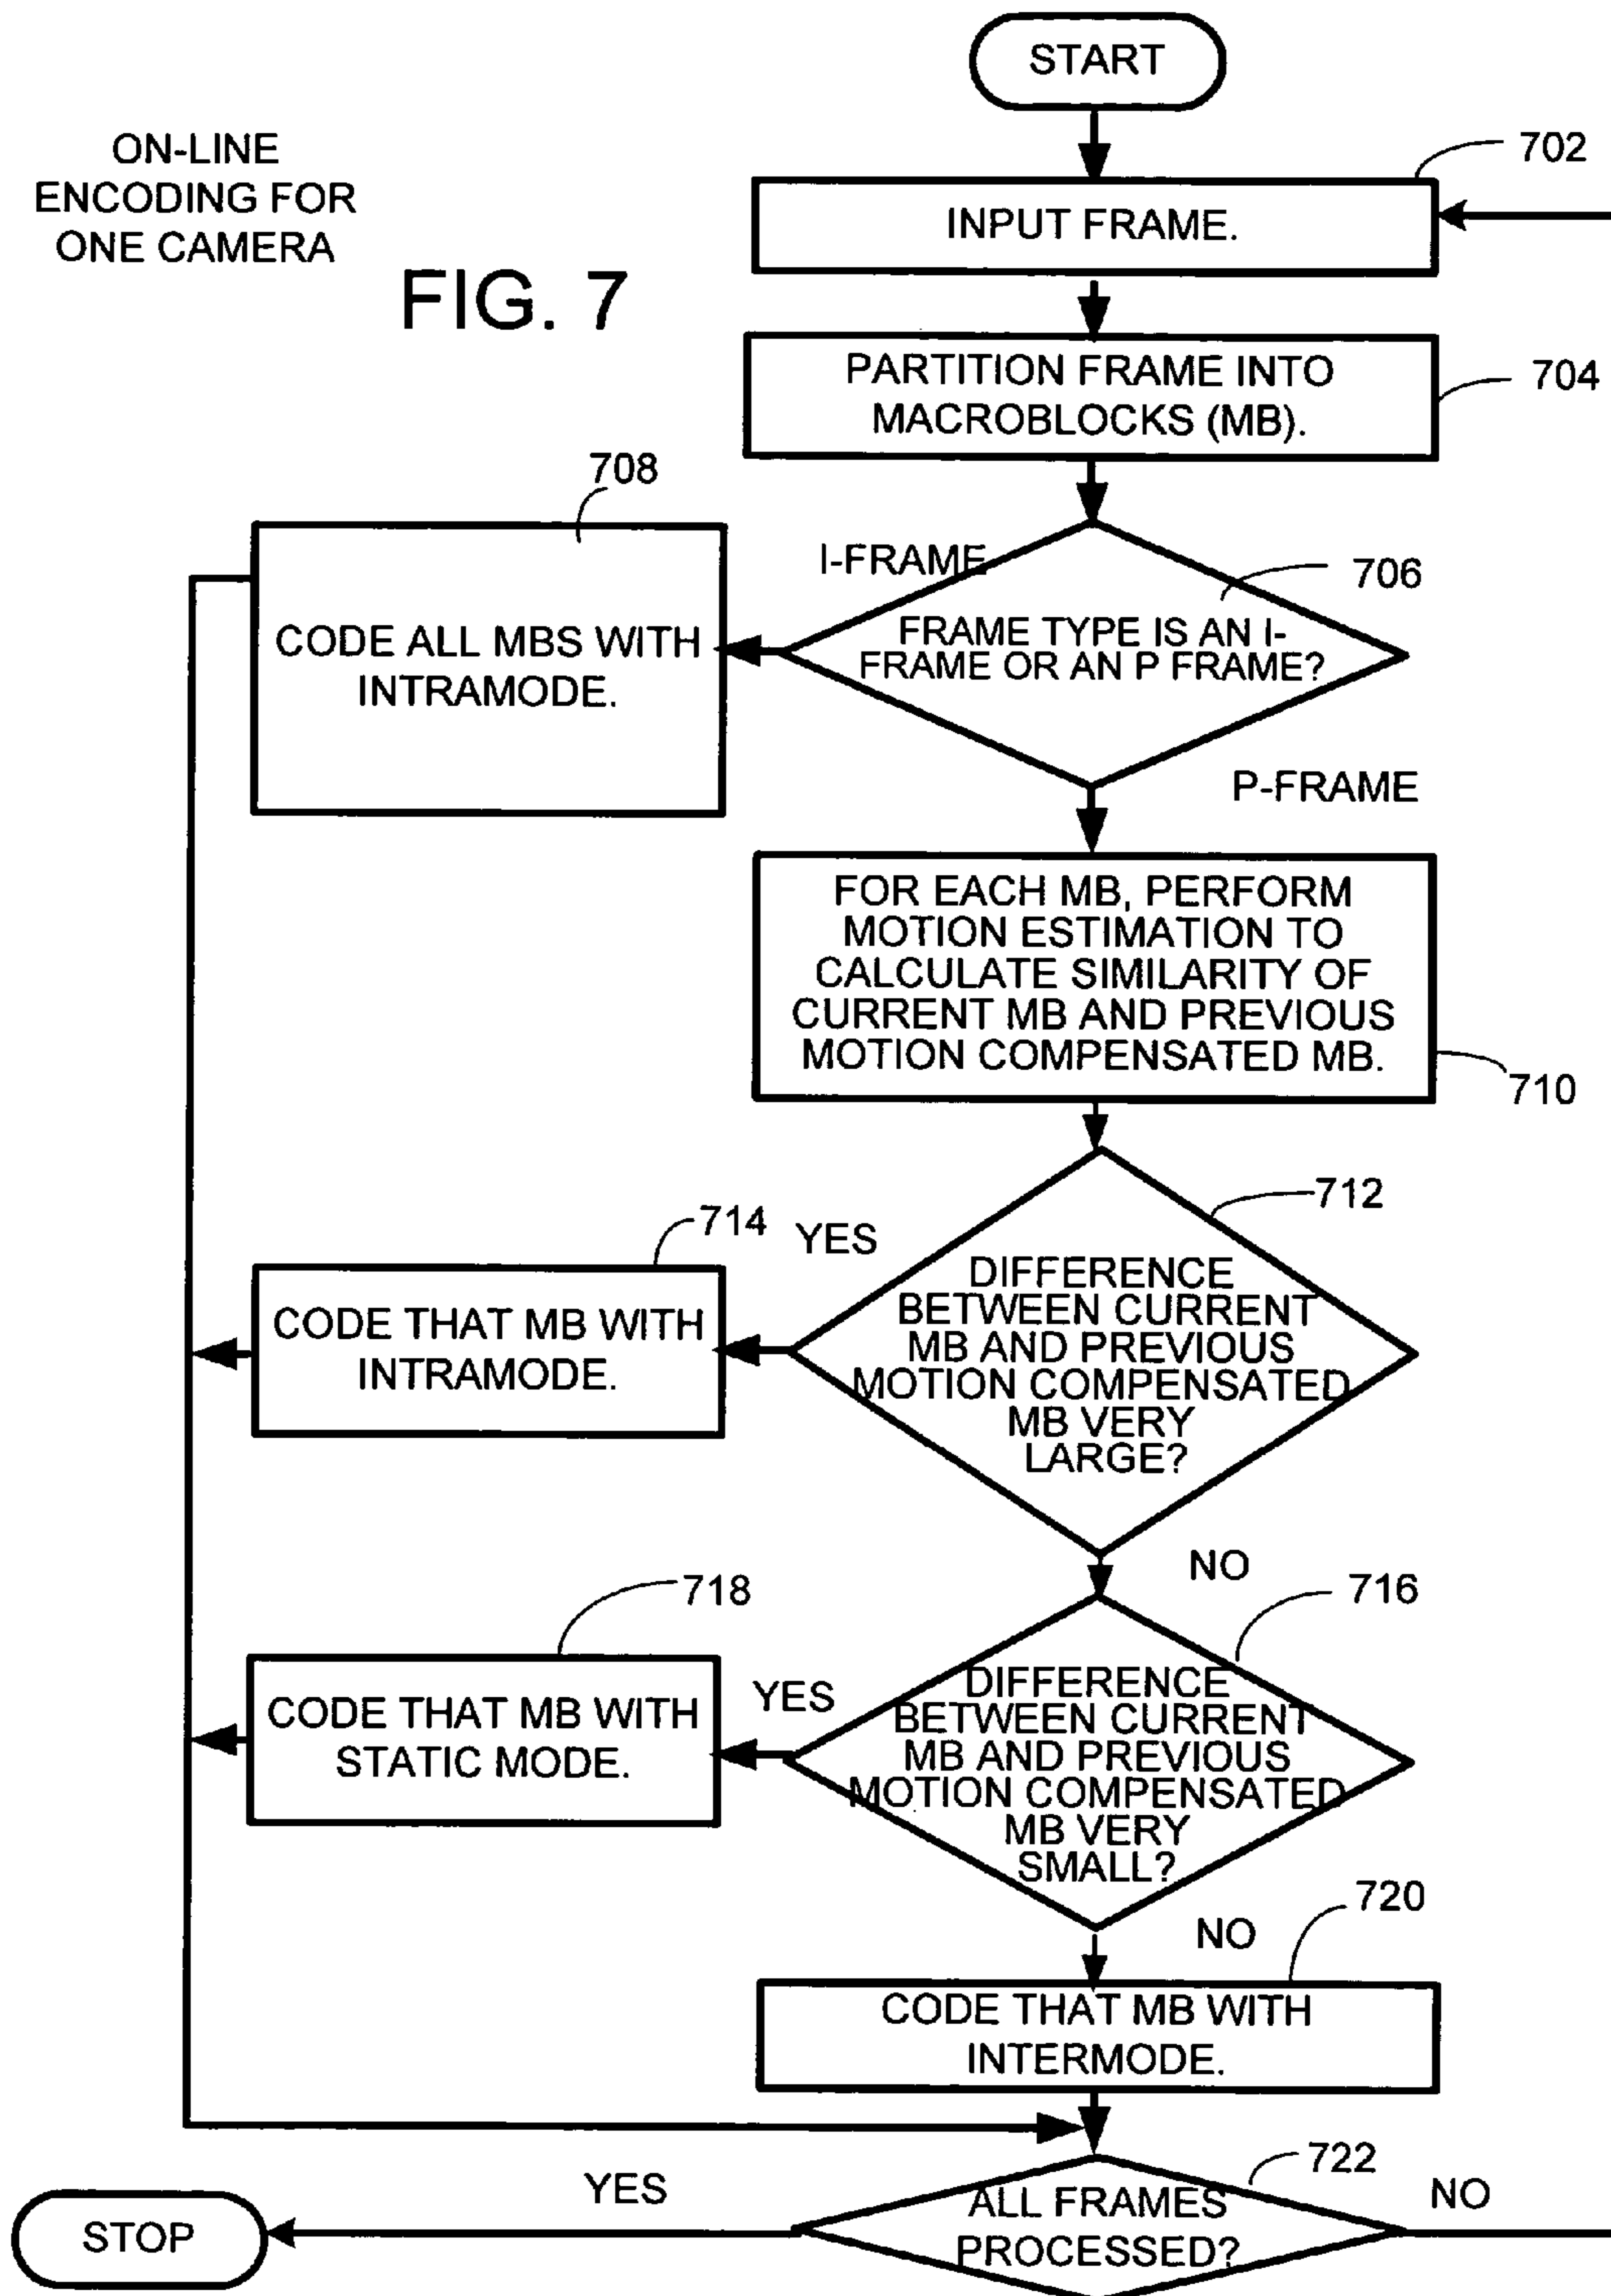 START
ON-LINE
ENCODING FOR
ONE CAMERA
FIG. 7
702
INPUT FRAME.
PARTITION FRAME INTO
MACROBLOCKS (MB).
704
708
CODE ALL MBS WITH
INTRAMODE.
I-FRAME
706
FRAME TYPE IS AN I-
FRAME OR AN P FRAME?
P-FRAME
FOR EACH MB, PERFORM
MOTION ESTIMATION TO
CALCULATE SIMILARITY OF
CURRENT MB AND PREVIOUS
MOTION COMPENSATED MB.
710
712
714
YES
DIFFERENCE
BETWEEN CURRENT
MB AND PREVIOUS
MOTION COMPENSATED
MB VERY
LARGE?
CODE THAT MB WITH
INTRAMODE.
NO
716
718
YES
DIFFERENCE
BETWEEN CURRENT
MB AND PREVIOUS
MOTION COMPENSATED
MB VERY
SMALL?
CODE THAT MB WITH
STATIC MODE.
NO
720
CODE THAT MB WITH
INTERMODE.
722
ALL FRAMES
PROCESSED?
YES
NO
STOP